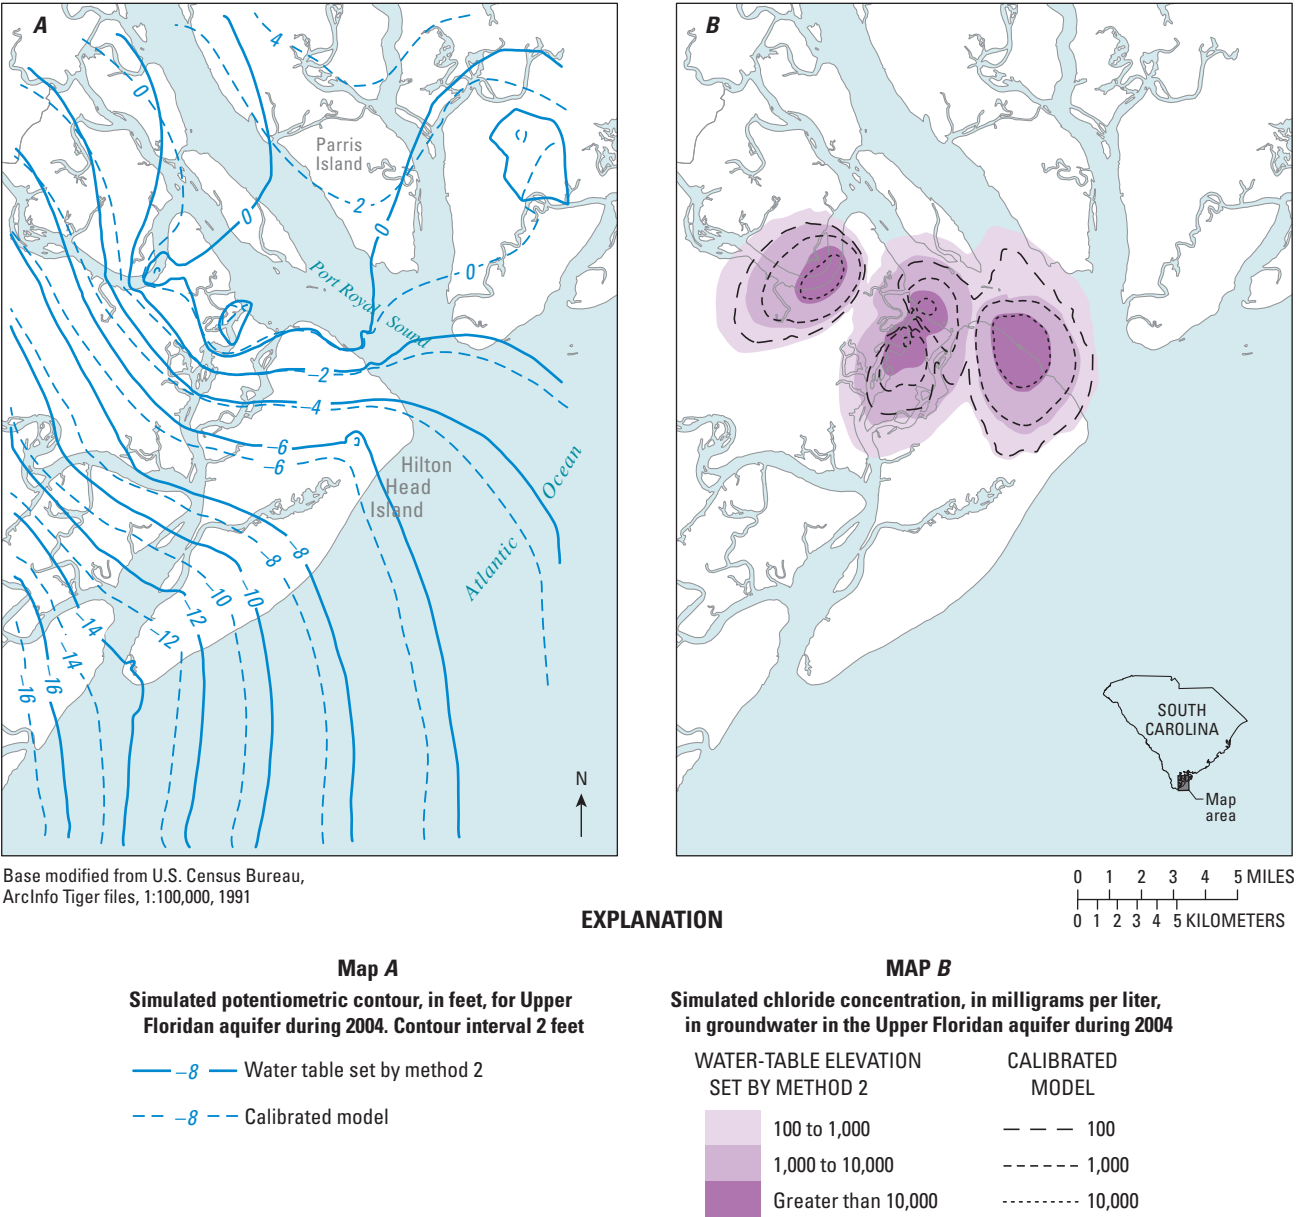 A
4
0
Parris
Island
2
0
0
0
Port Royal Sound
–2
–4
–6
–6
Hilton
Head
Island
Atlantic Ocean
–8
–8
–10
–10
–12
–12
–14
–14
–16
–16
N
B
SOUTH
CAROLINA
Map
area
Base modified from U.S. Census Bureau,
ArcInfo Tiger files, 1:100,000, 1991
0 1 2 3 4 5 MILES
0 1 2 3 4 5 KILOMETERS
EXPLANATION
Map A
Simulated potentiometric contour, in feet, for Upper
Floridan aquifer during 2004. Contour interval 2 feet
–8 Water table set by method 2
–8 Calibrated model
MAP B
Simulated chloride concentration, in milligrams per liter,
in groundwater in the Upper Floridan aquifer during 2004
WATER-TABLE ELEVATION
SET BY METHOD 2
100 to 1,000
1,000 to 10,000
Greater than 10,000
CALIBRATED
MODEL
100
1,000
10,000